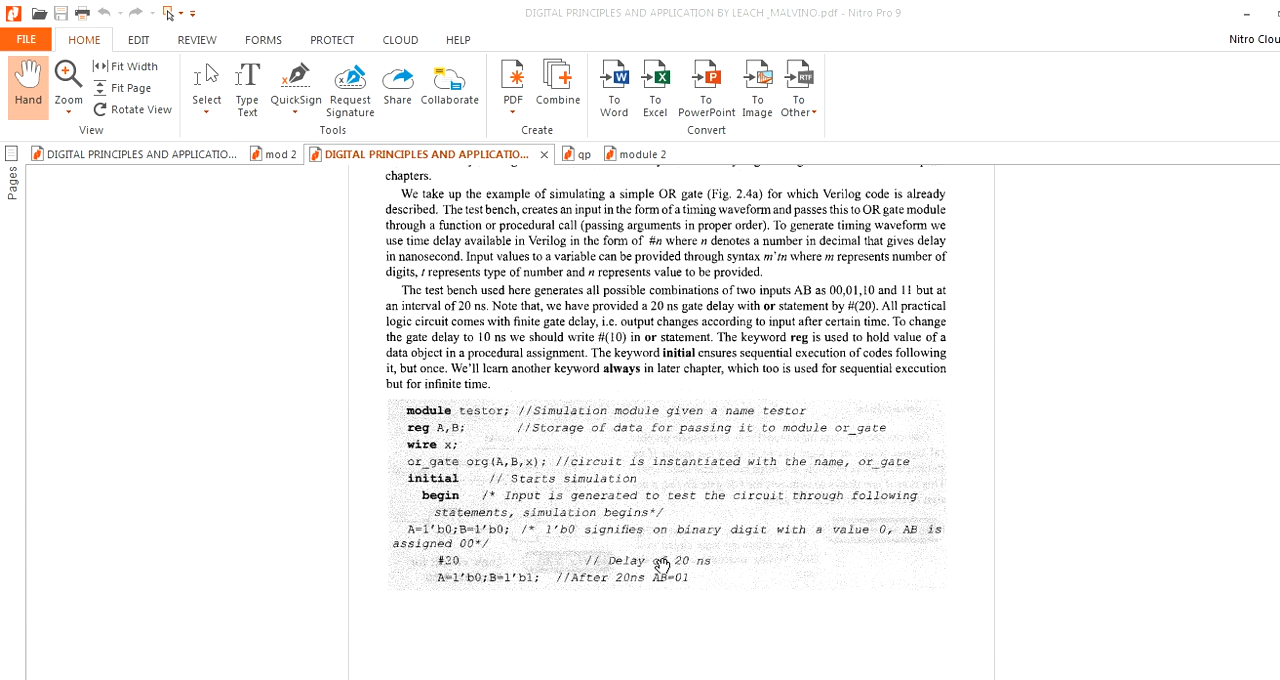 DIGITAL PRINCIPLES AND APPLICATION BY LEACH _MALVINO.pdf - Nitro Pro 9
FILE HOME EDIT REVIEW FORMS PROTECT CLOUD HELP Nitro Clou
Hand
Zoom
Fit Width
Fit Page
Rotate View
View
Select
Type Text
QuickSign
Request Signature
Share
Collaborate
Tools
PDF
Combine
Create
To Word
To Excel
To PowerPoint
To Image
To Other
Convert
DIGITAL PRINCIPLES AND APPLICATIO... mod 2 DIGITAL PRINCIPLES AND APPLICATIO... qp module 2
Pages
chapters.
We take up the example of simulating a simple OR gate (Fig. 2.4a) for which Verilog code is already
described. The test bench, creates an input in the form of a timing waveform and passes this to OR gate module
through a function or procedural call (passing arguments in proper order). To generate timing waveform we
use time delay available in Verilog in the form of #n where n denotes a number in decimal that gives delay
in nanosecond. Input values to a variable can be provided through syntax m'tn where m represents number of
digits, t represents type of number and n represents value to be provided.
The test bench used here generates all possible combinations of two inputs AB as 00,01,10 and 11 but at
an interval of 20 ns. Note that, we have provided a 20 ns gate delay with or statement by #(20). All practical
logic circuit comes with finite gate delay, i.e. output changes according to input after certain time. To change
the gate delay to 10 ns we should write #(10) in or statement. The keyword reg is used to hold value of a
data object in a procedural assignment. The keyword initial ensures sequential execution of codes following
it, but once. We'll learn another keyword always in later chapter, which too is used for sequential execution
but for infinite time.
module testor; //Simulation module given a name testor
reg A,B; //Storage of data for passing it to module or_gate
wire x;
or_gate org(A,B,x); //circuit is instantiated with the name, or_gate
initial // Starts simulation
begin /* Input is generated to test the circuit through following
statements, simulation begins*/
A=1'b0;B=1'b0; /* 1'b0 signifies on binary digit with a value 0, AB is
assigned 00*/
#20 // Delay of 20 ns
A=1'b0;B=1'b1; //After 20ns AB=01